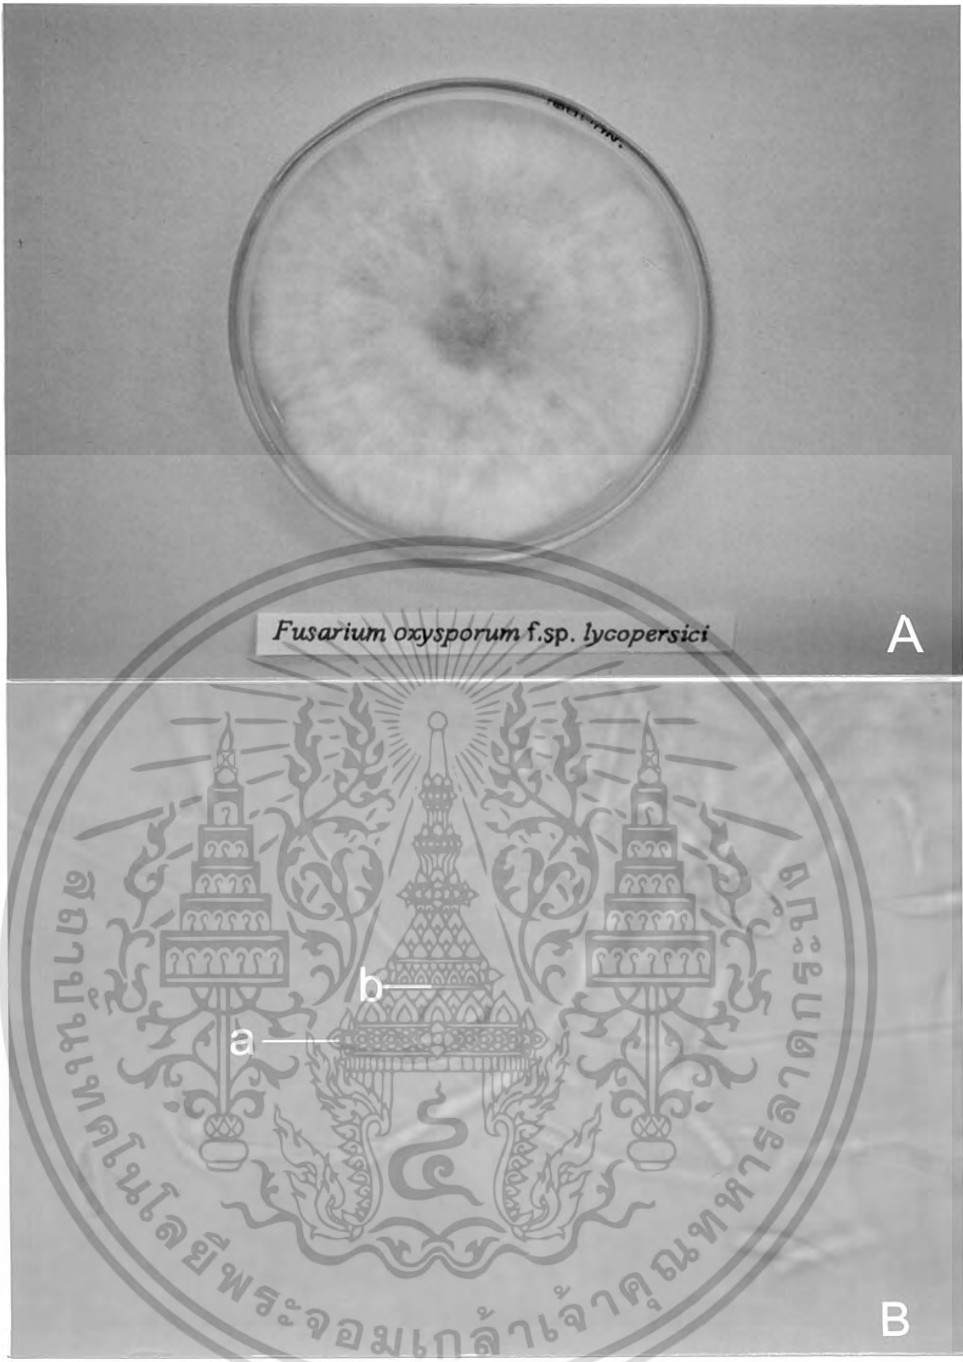 Fusarium oxysporum f.sp. lycopersici
A
b
a
B
สถาบันเทคโนโลยีพระจอมเกล้าเจ้าคุณทหารลาดกระบัง